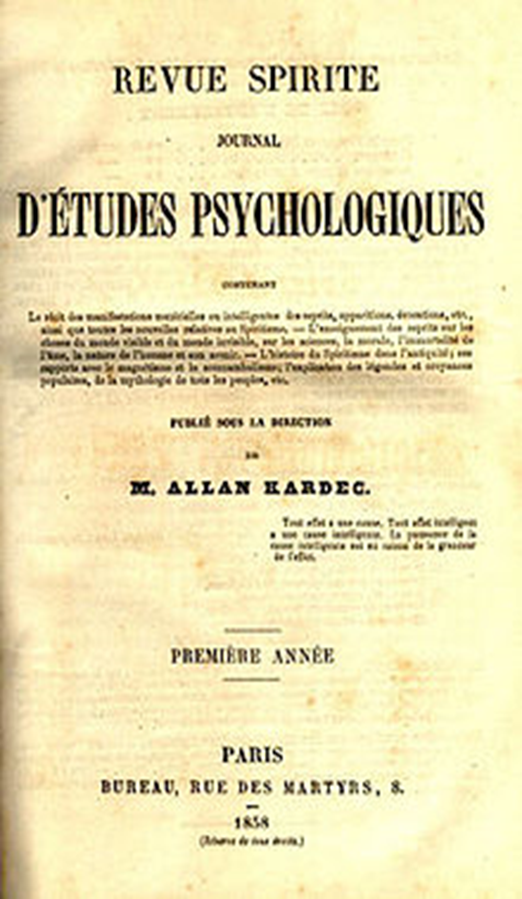 REVUE SPIRITE
JOURNAL
D'ÉTUDES PSYCHOLOGIQUES
CONTENANT
Le récit des manifestations matérielles ou intelligentes des esprits, apparitions, évocations, etc.,
ainsi que toutes les nouvelles relatives au Spiritisme. — L'enseignement des esprits sur les
choses du monde visible et du monde invisible, sur les sciences, la morale, l'immortalité de
l'âme, la nature de l'homme et son avenir. — L'histoire du Spiritisme dans l'antiquité; ses
rapports avec le magnétisme et le somnambulisme; l'explication des légendes et croyances
populaires, de la mythologie de tous les peuples, etc.
PUBLIÉ SOUS LA DIRECTION
DE
M. ALLAN KARDEC.
Tout effet a une cause. Tout effet intelligent
a une cause intelligente. La puissance de la
cause intelligente est en raison de la grandeur
de l'effet.
PREMIÈRE ANNÉE
PARIS
BUREAU, RUE DES MARTYRS, 8.
1858
(Réserve de tous droits.)